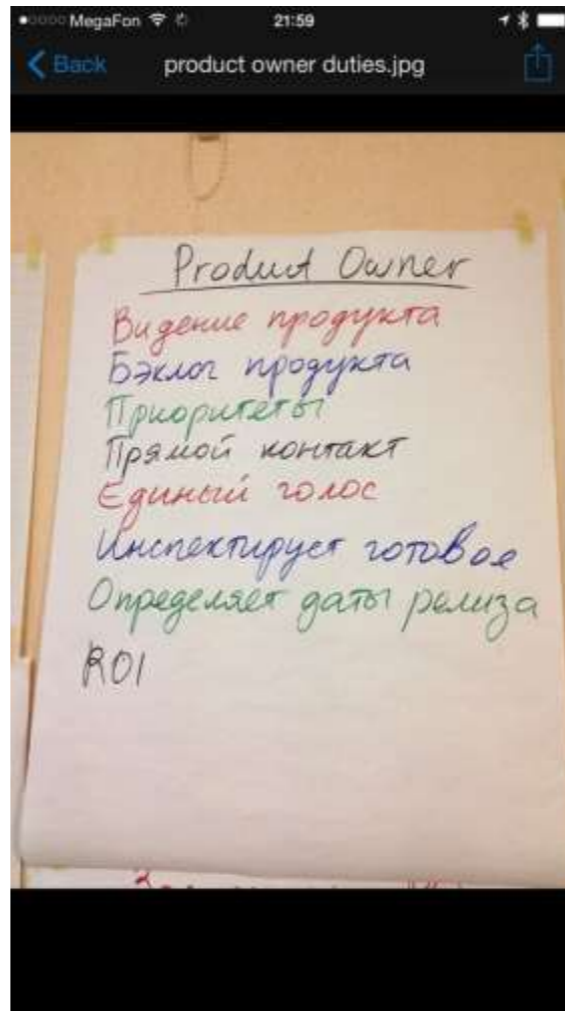 MegaFon 21:59
Back product owner duties.jpg
Product Owner
Видение продукта
Бэклог продукта
Приоритеты
Прямой контакт
Единый голос
Инспектирует готовое
Определяет даты релиза
ROI